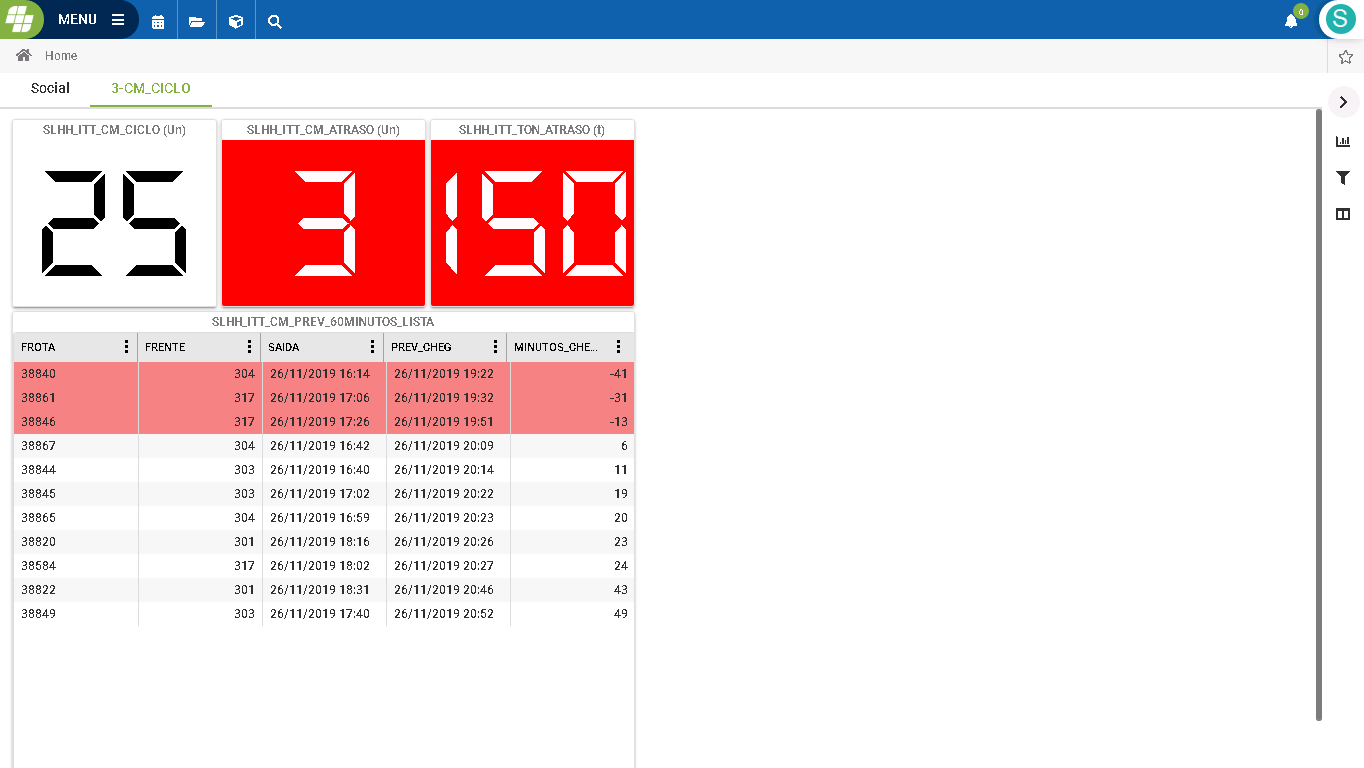 MENU
0
S
Home
Social 3-CM_CICLO
SLHH_ITT_CM_CICLO (Un) SLHH_ITT_CM_ATRASO (Un) SLHH_ITT_TON_ATRASO (t)
25 3 150
SLHH_ITT_CM_PREV_60MINUTOS_LISTA
FROTA FRENTE SAIDA PREV_CHEG MINUTOS_CHE...
38840 304 26/11/2019 16:14 26/11/2019 19:22 -41
38861 317 26/11/2019 17:06 26/11/2019 19:32 -31
38846 317 26/11/2019 17:26 26/11/2019 19:51 -13
38867 304 26/11/2019 16:42 26/11/2019 20:09 6
38844 303 26/11/2019 16:40 26/11/2019 20:14 11
38845 303 26/11/2019 17:02 26/11/2019 20:22 19
38865 304 26/11/2019 16:59 26/11/2019 20:23 20
38820 301 26/11/2019 18:16 26/11/2019 20:26 23
38584 317 26/11/2019 18:02 26/11/2019 20:27 24
38822 301 26/11/2019 18:31 26/11/2019 20:46 43
38849 303 26/11/2019 17:40 26/11/2019 20:52 49